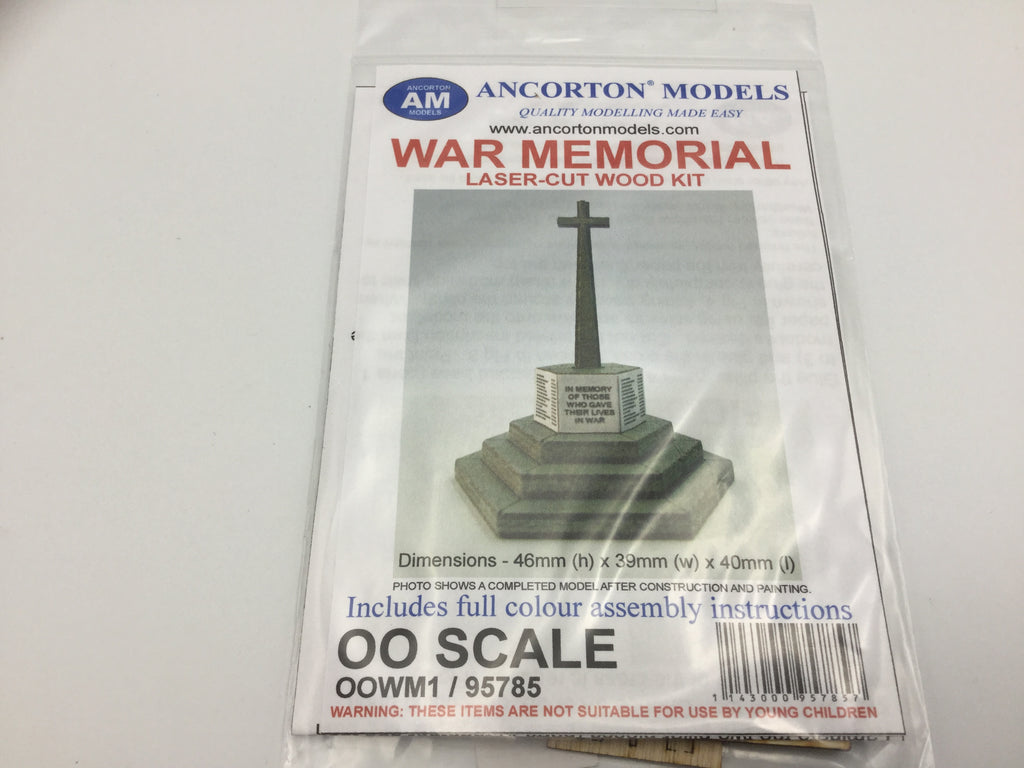 ANCORTON
AM
MODELS
ANCORTON® MODELS
QUALITY MODELLING MADE EASY
www.ancortonmodels.com
WAR MEMORIAL
LASER-CUT WOOD KIT
IN MEMORY
OF THOSE
WHO GAVE
THEIR LIVES
IN WAR
Dimensions - 46mm (h) x 39mm (w) x 40mm (l)
PHOTO SHOWS A COMPLETED MODEL AFTER CONSTRUCTION AND PAINTING.
Includes full colour assembly instructions
OO SCALE
OOWM1 / 95785
1 143000 957857
WARNING: THESE ITEMS ARE NOT SUITABLE FOR USE BY YOUNG CHILDREN